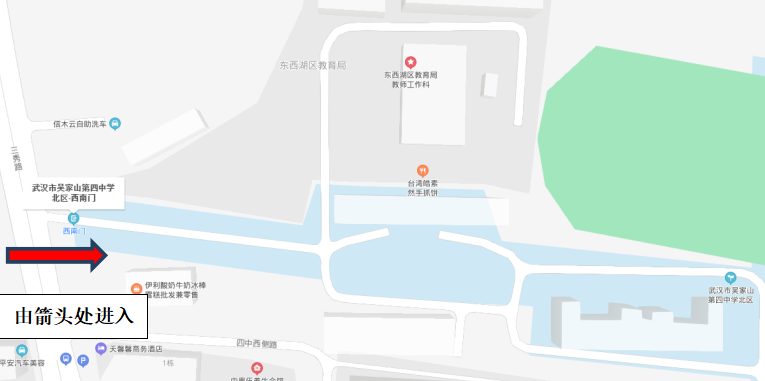 东西湖区教育局
东西湖区教育局
教师工作科
信木云自助洗车
三秀路
台湾皓素
然手抓饼
武汉市吴家山第四中学
北区-西南门
西南门
武汉市吴家山
第四中学北区
伊利酸奶牛奶冰棒
雪糕批发兼零售
由箭头处进入
四中西侧路
天馨馨商务酒店
平安汽车美容
P
1栋